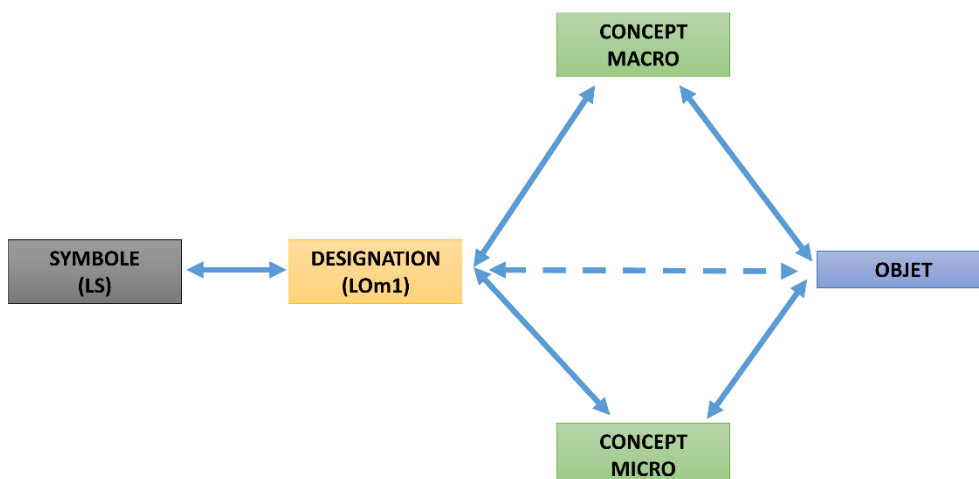 CONCEPT
MACRO
SYMBOLE
(LS)
DESIGNATION
(LOm1)
OBJET
CONCEPT
MICRO